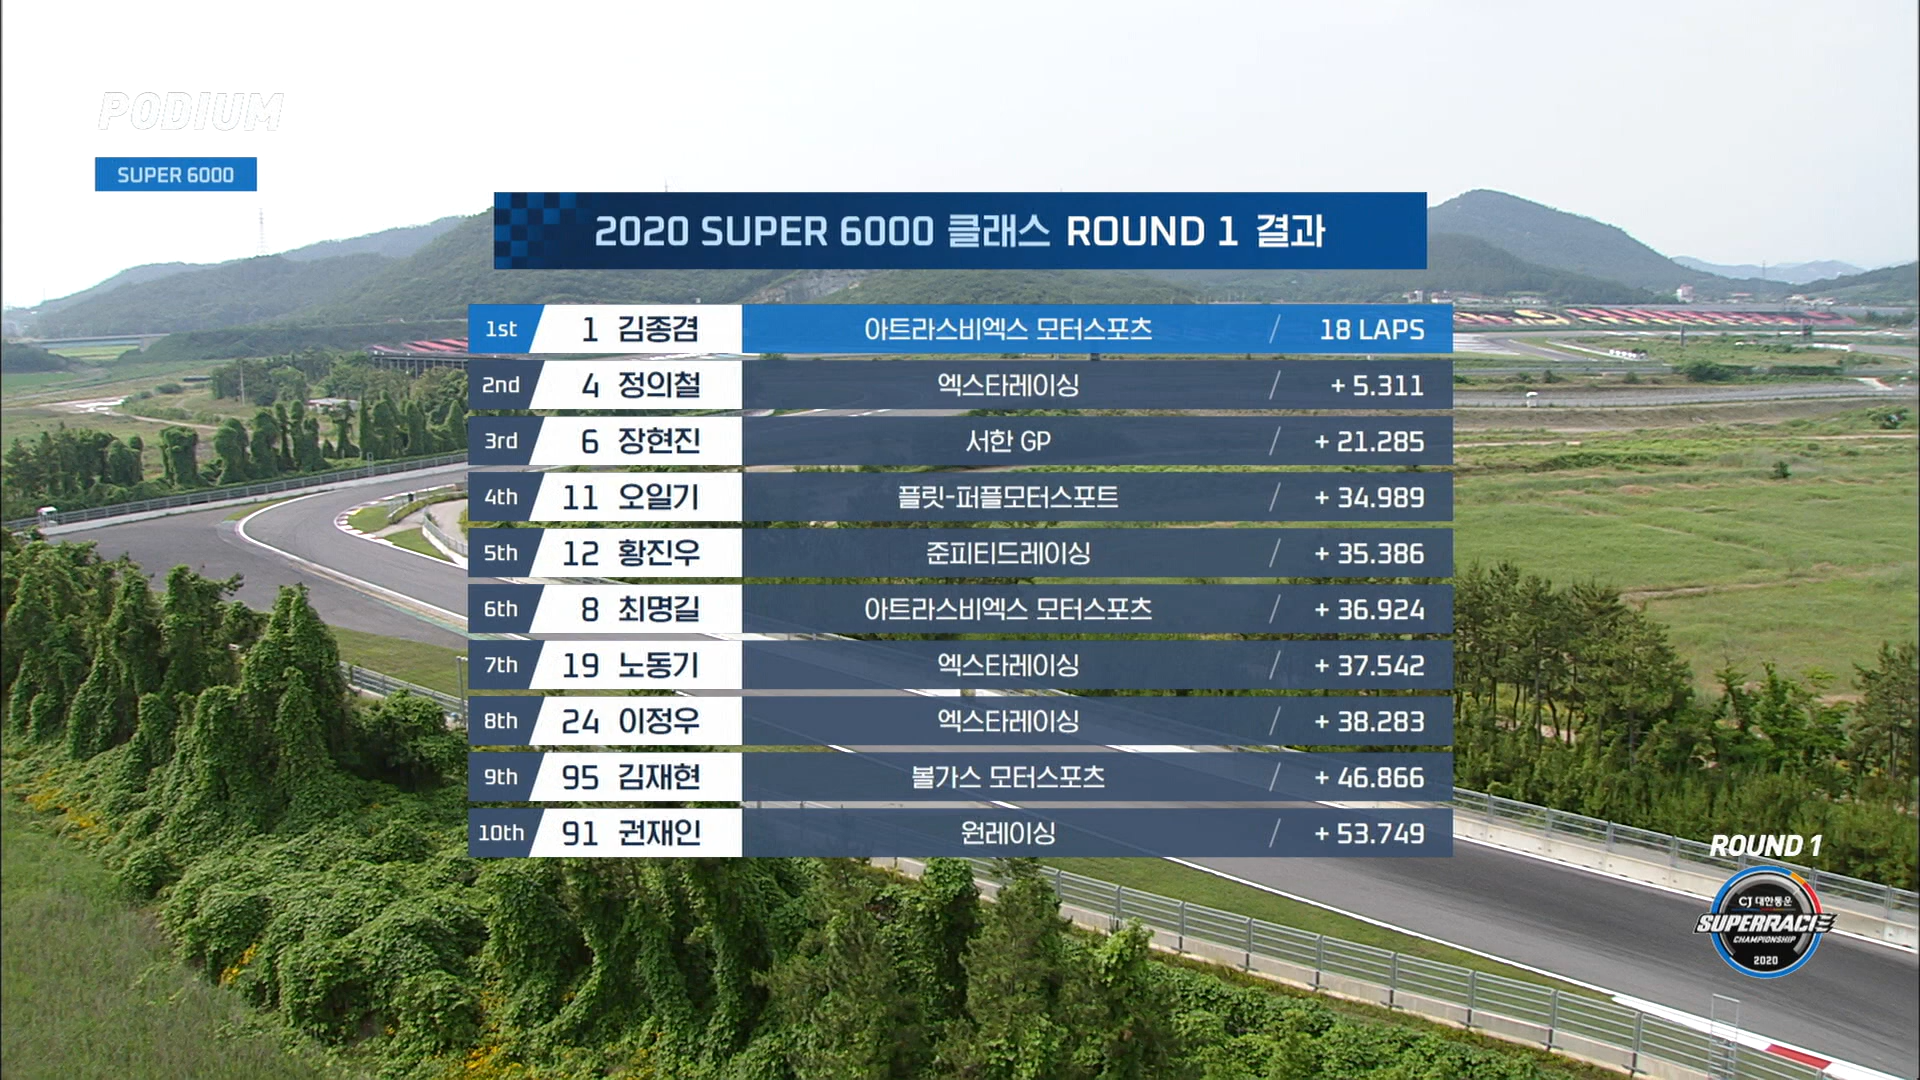 PODIUM
SUPER 6000
2020 SUPER 6000 클래스 ROUND 1 결과
1st 1 김종겸 아트라스비엑스 모터스포츠 / 18 LAPS
2nd 4 정의철 엑스타레이싱 / + 5.311
3rd 6 장현진 서한 GP / + 21.285
4th 11 오일기 플릿-퍼플모터스포트 / + 34.989
5th 12 황진우 준피티드레이싱 / + 35.386
6th 8 최명길 아트라스비엑스 모터스포츠 / + 36.924
7th 19 노동기 엑스타레이싱 / + 37.542
8th 24 이정우 엑스타레이싱 / + 38.283
9th 95 김재현 볼가스 모터스포츠 / + 46.866
10th 91 권재인 원레이싱 / + 53.749
ROUND 1
CJ 대한통운
SUPERRACE
CHAMPIONSHIP
2020